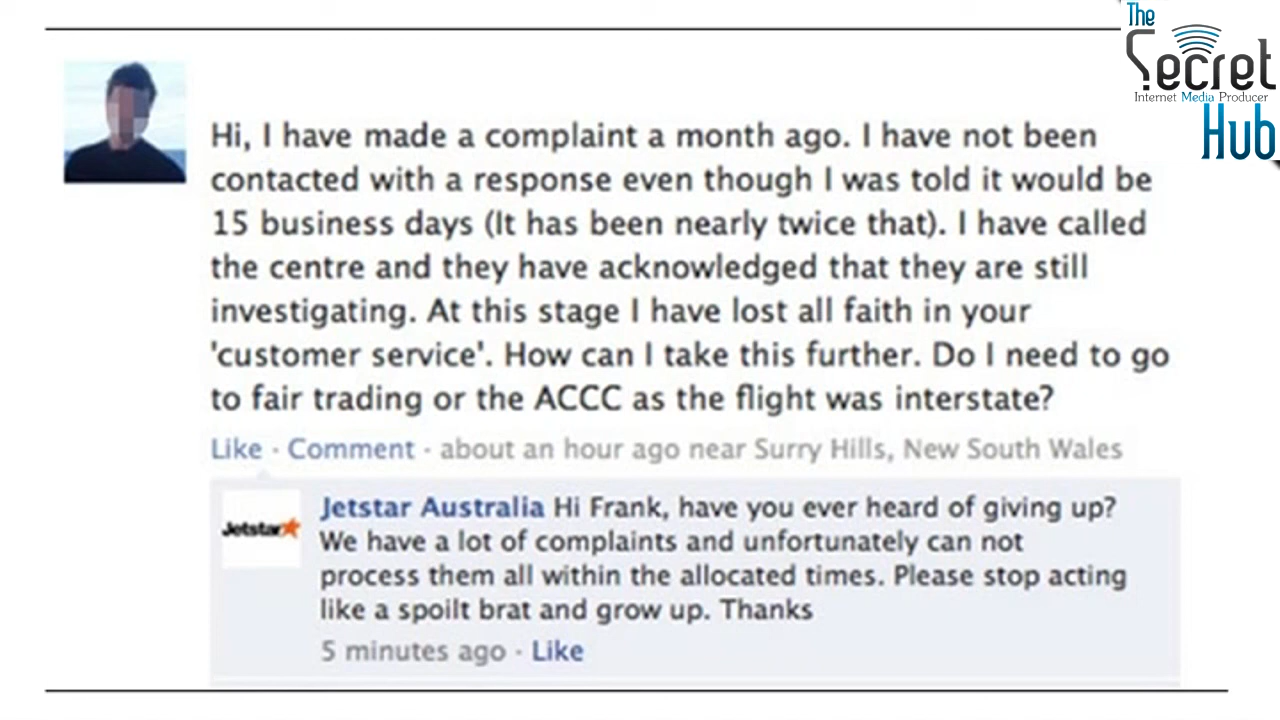 The
Secret
Internet Media Producer
Hub
Hi, I have made a complaint a month ago. I have not been
contacted with a response even though I was told it would be
15 business days (It has been nearly twice that). I have called
the centre and they have acknowledged that they are still
investigating. At this stage I have lost all faith in your
'customer service'. How can I take this further. Do I need to go
to fair trading or the ACCC as the flight was interstate?
Like · Comment · about an hour ago near Surry Hills, New South Wales
Jetstar
Jetstar Australia Hi Frank, have you ever heard of giving up?
We have a lot of complaints and unfortunately can not
process them all within the allocated times. Please stop acting
like a spoilt brat and grow up. Thanks
5 minutes ago · Like